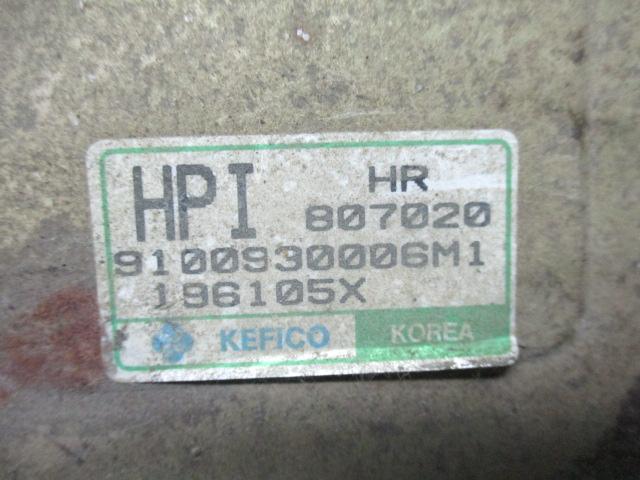 HPI HR
807020
9100930006M1
196105X
KEFICO KOREA